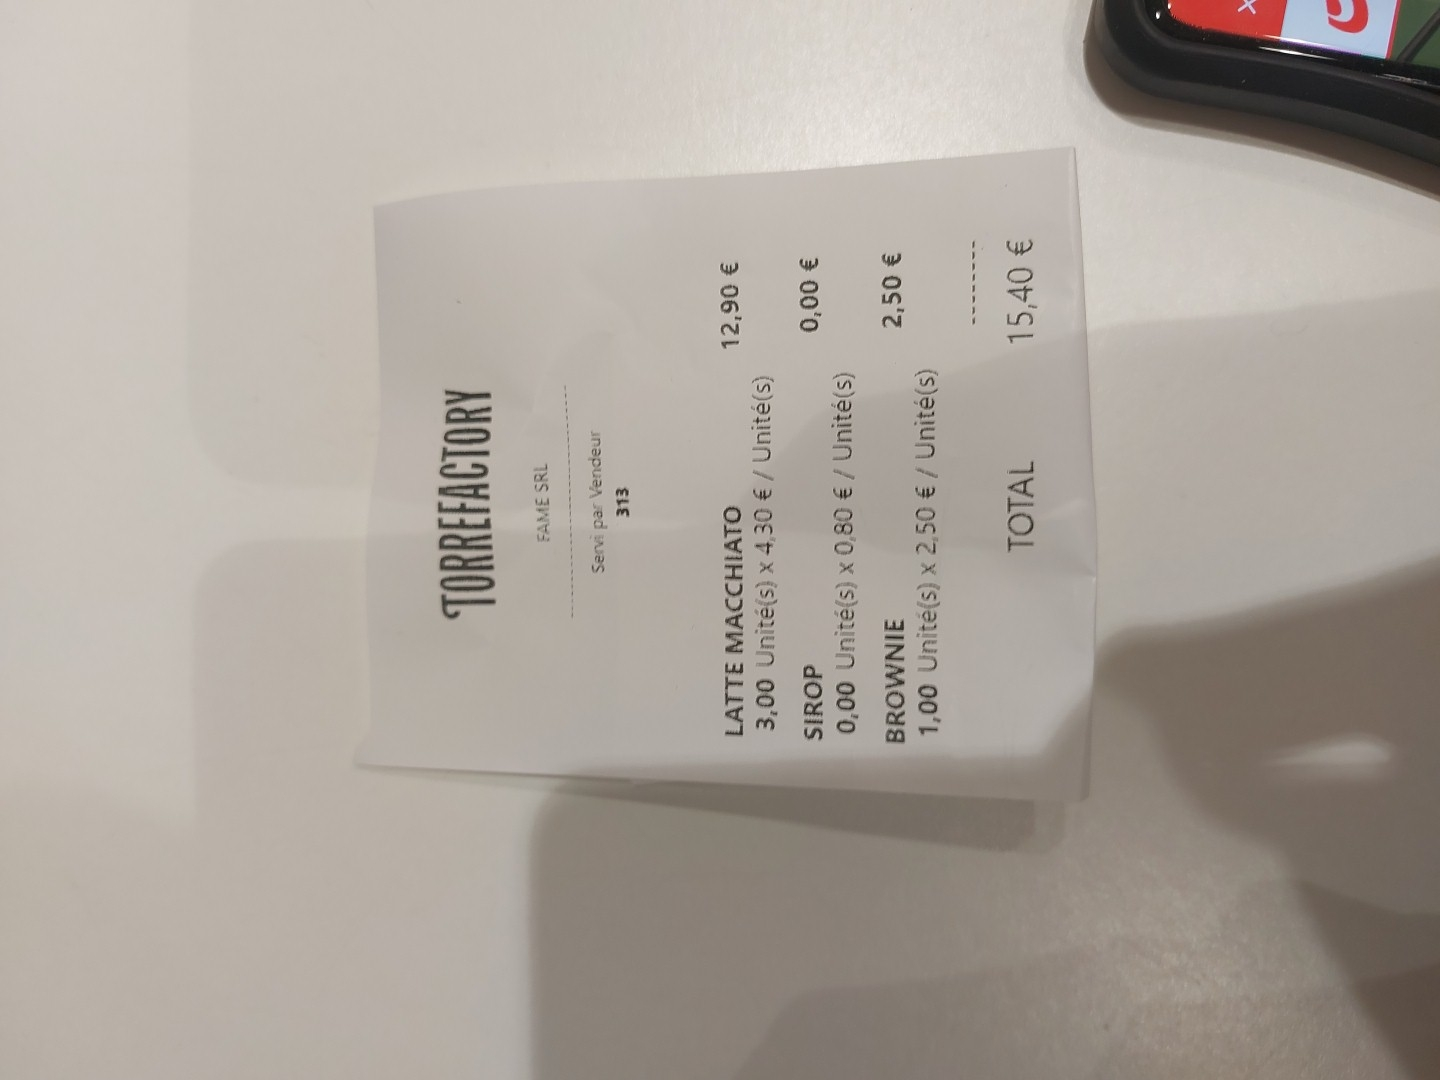 TORREFACTORY
FAME SRL
--------------------------------
Servi par Vendeur
313
LATTE MACCHIATO 12,90 €
3,00 Unité(s) x 4,30 € / Unité(s)
SIROP 0,00 €
0,00 Unité(s) x 0,80 € / Unité(s)
BROWNIE 2,50 €
1,00 Unité(s) x 2,50 € / Unité(s)
--------
TOTAL 15,40 €